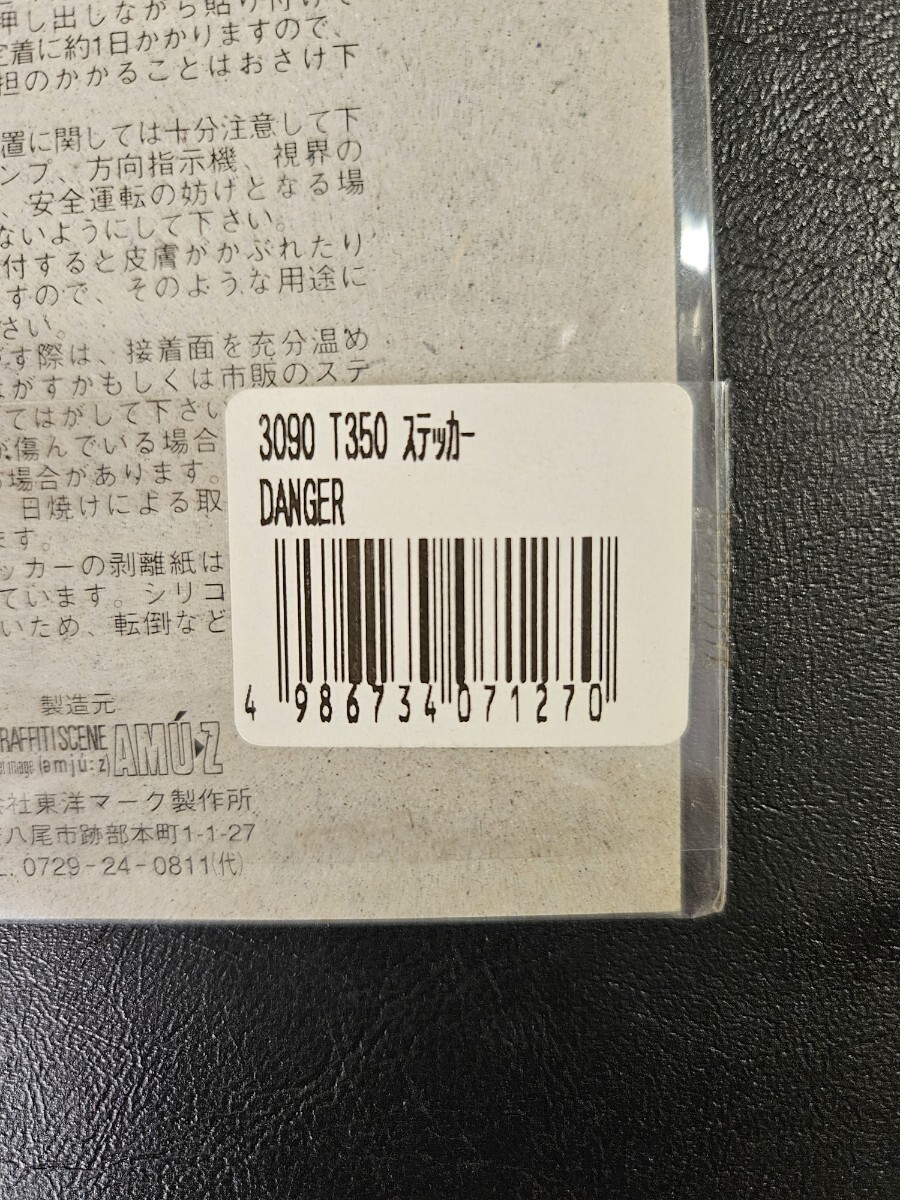 押し出しながら貼り付けて
定着に約1日かかりますので、
担のかかることはおさけ下
置に関しては十分注意して下
ンプ、方向指示機、視界の
、安全運転の妨げとなる場
ないようにして下さい。
付すると皮膚がかぶれたり
すので、そのような用途に
さい。
す際は、接着面を充分温め
はがすかもしくは市販のステ
てはがして下さい
が傷んでいる場合
場合があります。
日焼けによる取
ます。
ッカーの剥離紙は
ています。シリコ
いため、転倒など
3090 T350 ステッカー
DANGER
4 986734 071270
製造元
RAFFITI SCENE AMÚ・Z
image (əmjú:z)
会社東洋マーク製作所
八尾市跡部本町1-1-27
L. 0729-24-0811(代)